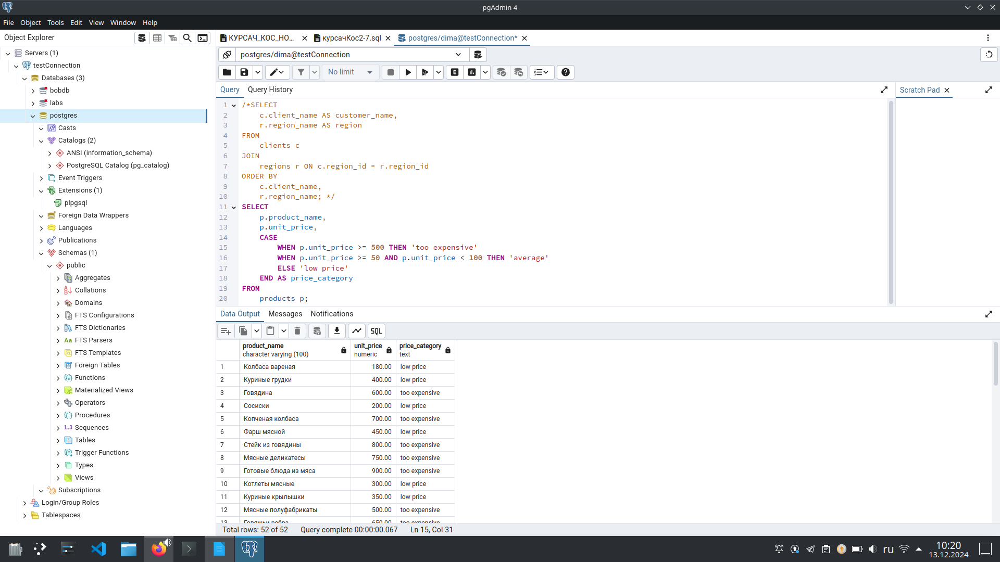 pgAdmin 4
File Object Tools Edit View Window Help
Object Explorer
Servers (1)
testConnection
Databases (3)
bobdb
labs
postgres
Casts
Catalogs (2)
ANSI (information_schema)
PostgreSQL Catalog (pg_catalog)
Event Triggers
Extensions (1)
plpgsql
Foreign Data Wrappers
Languages
Publications
Schemas (1)
public
Aggregates
Collations
Domains
FTS Configurations
FTS Dictionaries
Aa FTS Parsers
FTS Templates
Foreign Tables
Functions
Materialized Views
Operators
Procedures
1..3 Sequences
Tables
Trigger Functions
Types
Views
Subscriptions
Login/Group Roles
Tablespaces
КУРСАЧ_КОС_НО... курсачКос2-7.sql postgres/dima@testConnection*
postgres/dima@testConnection
No limit E
Query Query History
Scratch Pad
1 /*SELECT
2 c.client_name AS customer_name,
3 r.region_name AS region
4 FROM
5 clients c
6 JOIN
7 regions r ON c.region_id = r.region_id
8 ORDER BY
9 c.client_name,
10 r.region_name; */
11 SELECT
12 p.product_name,
13 p.unit_price,
14 CASE
15 WHEN p.unit_price >= 500 THEN 'too expensive'
16 WHEN p.unit_price >= 50 AND p.unit_price < 100 THEN 'average'
17 ELSE 'low price'
18 END AS price_category
19 FROM
20 products p;
Data Output Messages Notifications
SQL
product_name unit_price price_category
character varying (100) numeric text
1 Колбаса вареная 180.00 low price
2 Куриные грудки 400.00 low price
3 Говядина 600.00 too expensive
4 Сосиски 200.00 low price
5 Копченая колбаса 700.00 too expensive
6 Фарш мясной 450.00 low price
7 Стейк из говядины 800.00 too expensive
8 Мясные деликатесы 750.00 too expensive
9 Готовые блюда из мяса 900.00 too expensive
10 Котлеты мясные 300.00 low price
11 Куриные крылышки 350.00 low price
12 Мясные полуфабрикаты 500.00 too expensive
13 Говяжьи ребра 650.00 too expensive
Total rows: 52 of 52 Query complete 00:00:00.067 Ln 15, Col 31
ru 10:20
13.12.2024